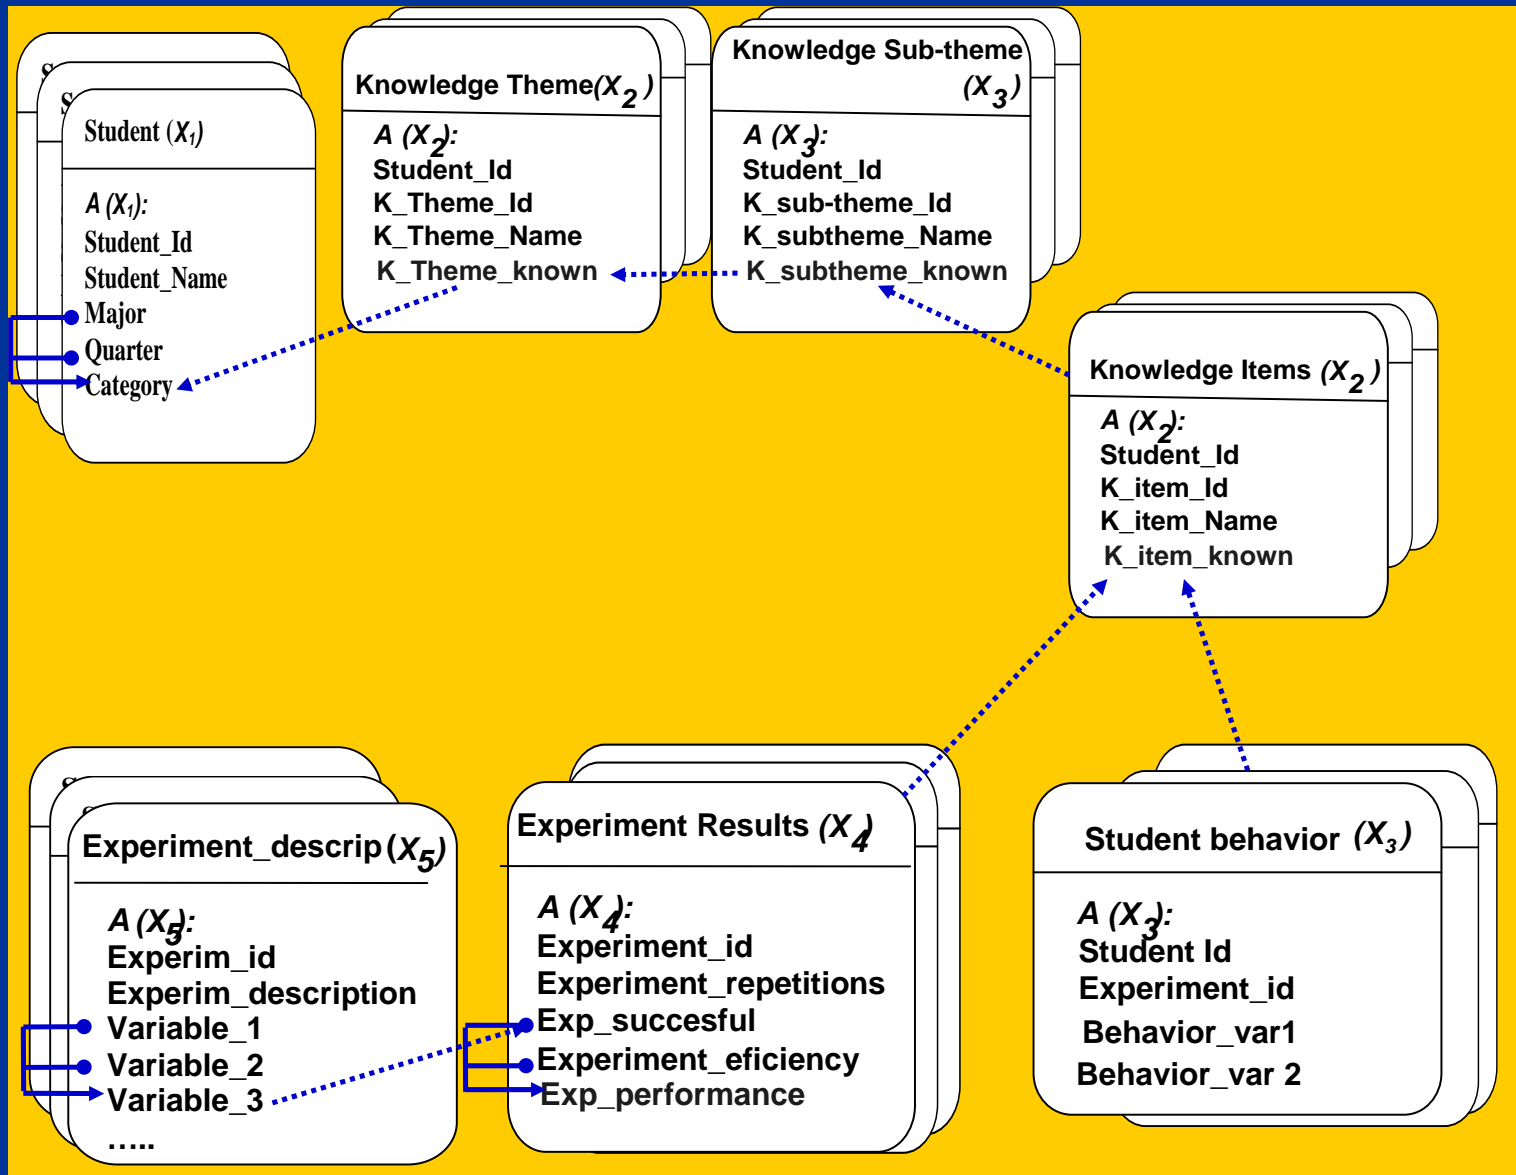 Student (X1)
A (X1):
Student_Id
Student_Name
Major
Quarter
Category
Knowledge Theme(X2 )
A (X2):
Student_Id
K_Theme_Id
K_Theme_Name
K_Theme_known
Knowledge Sub-theme
(X3)
A (X3):
Student_Id
K_sub-theme_Id
K_subtheme_Name
K_subtheme_known
Knowledge Items (X2 )
A (X2):
Student_Id
K_item_Id
K_item_Name
K_item_known
Experiment_descrip(X5)
A (X5):
Experim_id
Experim_description
Variable_1
Variable_2
Variable_3
…..
Experiment Results (X4)
A (X4):
Experiment_id
Experiment_repetitions
Exp_succesful
Experiment_eficiency
Exp_performance
Student behavior (X3)
A (X3):
Student Id
Experiment_id
Behavior_var1
Behavior_var 2